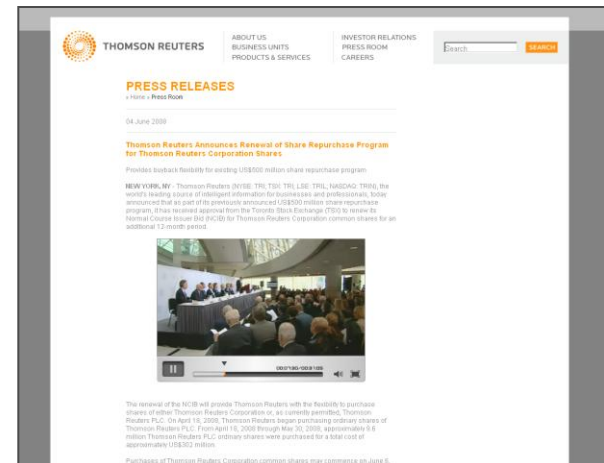 THOMSON REUTERS
ABOUT US
BUSINESS UNITS
PRODUCTS & SERVICES
INVESTOR RELATIONS
PRESS ROOM
CAREERS
Search
SEARCH
PRESS RELEASES
» Home » Press Room
04 June 2008
Thomson Reuters Announces Renewal of Share Repurchase Program
for Thomson Reuters Corporation Shares
Provides buyback flexibility for existing US$500 million share repurchase program
NEW YORK, NY - Thomson Reuters (NYSE: TRI; TSX: TRI; LSE: TRIL; NASDAQ: TRIN), the
world's leading source of intelligent information for businesses and professionals, today
announced that as part of its previously announced US$500 million share repurchase
program, it has received approval from the Toronto Stock Exchange (TSX) to renew its
Normal Course Issuer Bid (NCIB) for Thomson Reuters Corporation common shares for an
additional 12-month period.
The renewal of the NCIB will provide Thomson Reuters with the flexibility to purchase
shares of either Thomson Reuters Corporation or, as currently permitted, Thomson
Reuters PLC. On April 18, 2008, Thomson Reuters began purchasing ordinary shares of
Thomson Reuters PLC. From April 18, 2008 through May 30, 2008, approximately 9.6
million Thomson Reuters PLC ordinary shares were purchased for a total cost of
approximately US$302 million.
Purchases of Thomson Reuters Corporation common shares may commence on June 6,